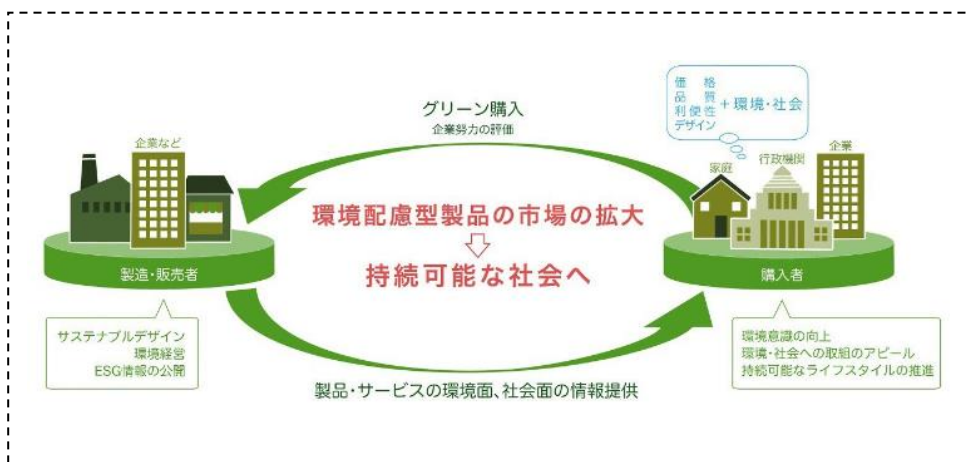 グリーン購入
企業努力の評価
価格
品質
利便性
デザイン
+環境・社会
企業など
家庭
行政機関
企業
環境配慮型製品の市場の拡大
持続可能な社会へ
製造・販売者
購入者
サステナブルデザイン
環境経営
ESG情報の公開
環境意識の向上
環境・社会への取組のアピール
持続可能なライフスタイルの推進
製品・サービスの環境面、社会面の情報提供